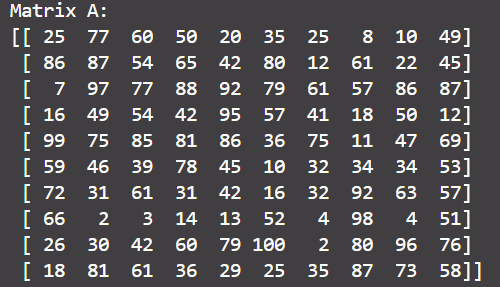 Matrix A:
[[ 25  77  60  50  20  35  25   8  10  49]
 [ 86  87  54  65  42  80  12  61  22  45]
 [  7  97  77  88  92  79  61  57  86  87]
 [ 16  49  54  42  95  57  41  18  50  12]
 [ 99  75  85  81  86  36  75  11  47  69]
 [ 59  46  39  78  45  10  32  34  34  53]
 [ 72  31  61  31  42  16  32  92  63  57]
 [ 66   2   3  14  13  52   4  98   4  51]
 [ 26  30  42  60  79 100   2  80  96  76]
 [ 18  81  61  36  29  25  35  87  73  58]]